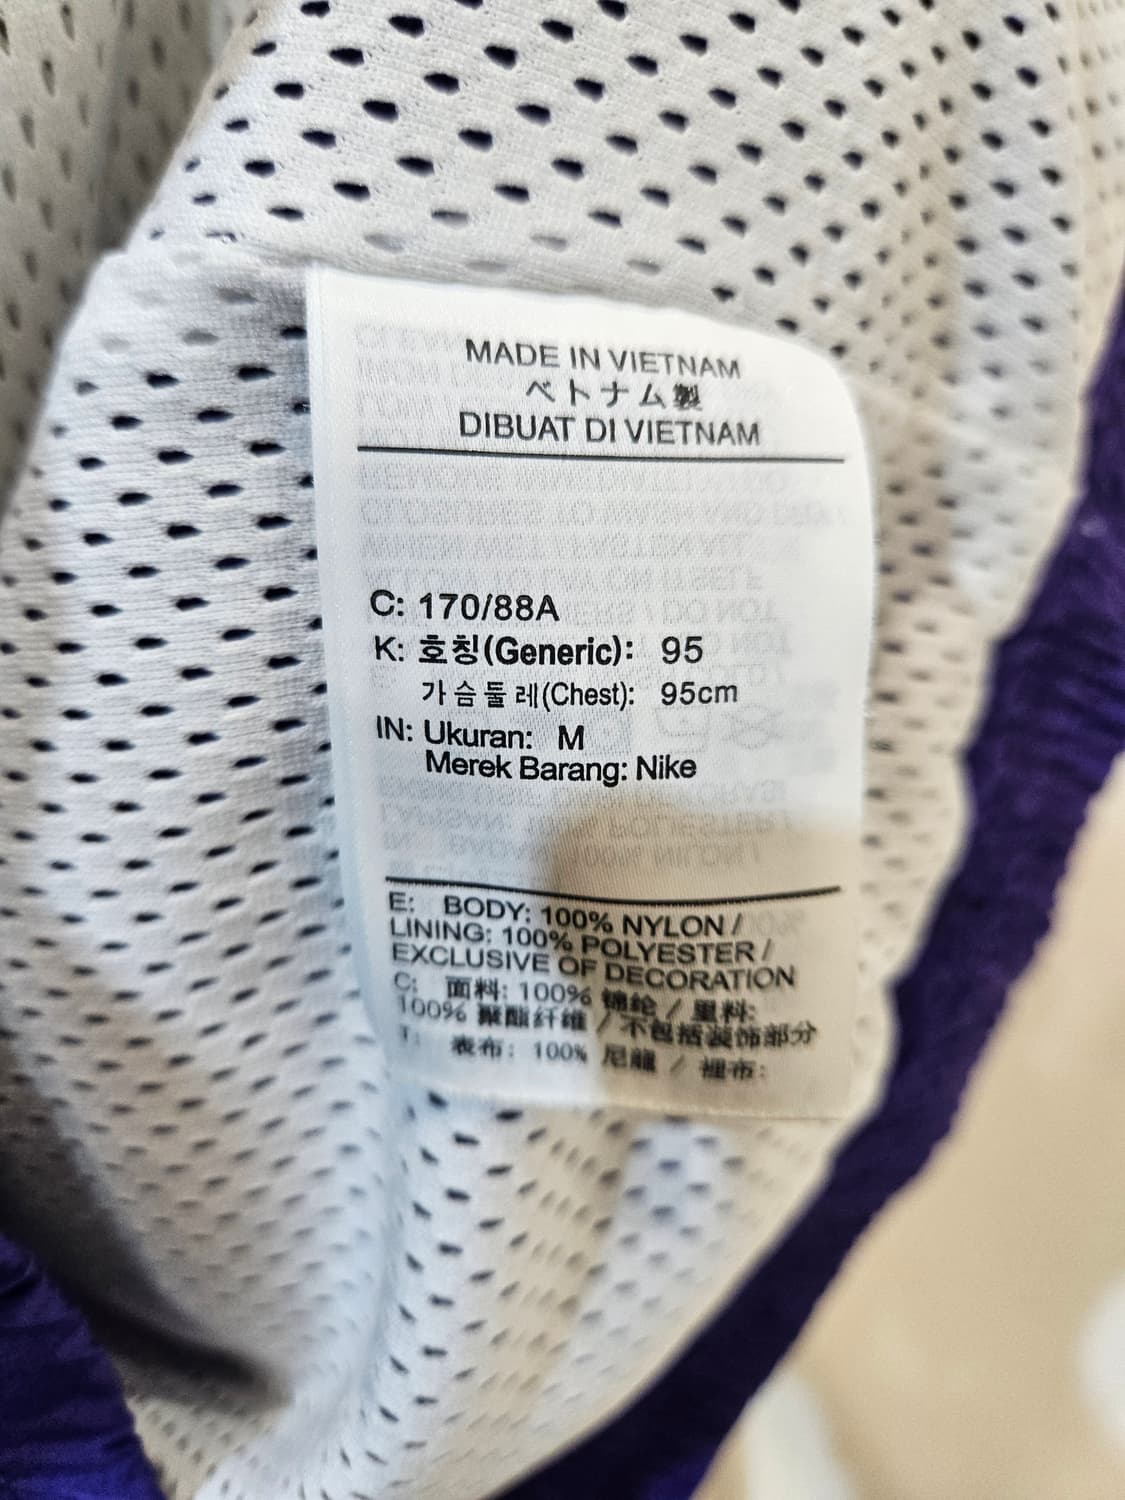 MADE IN VIETNAM
ベトナム製
DIBUAT DI VIETNAM
C: 170/88A
K: 호칭(Generic): 95
가슴둘레(Chest): 95cm
IN: Ukuran: M
Merek Barang: Nike
E: BODY: 100% NYLON /
LINING: 100% POLYESTER /
EXCLUSIVE OF DECORATION
C: 面料: 100% 锦纶 / 里料:
100% 聚酯纤维 / 不包括装饰部分
T: 表布: 100% 尼龍 / 裡布: